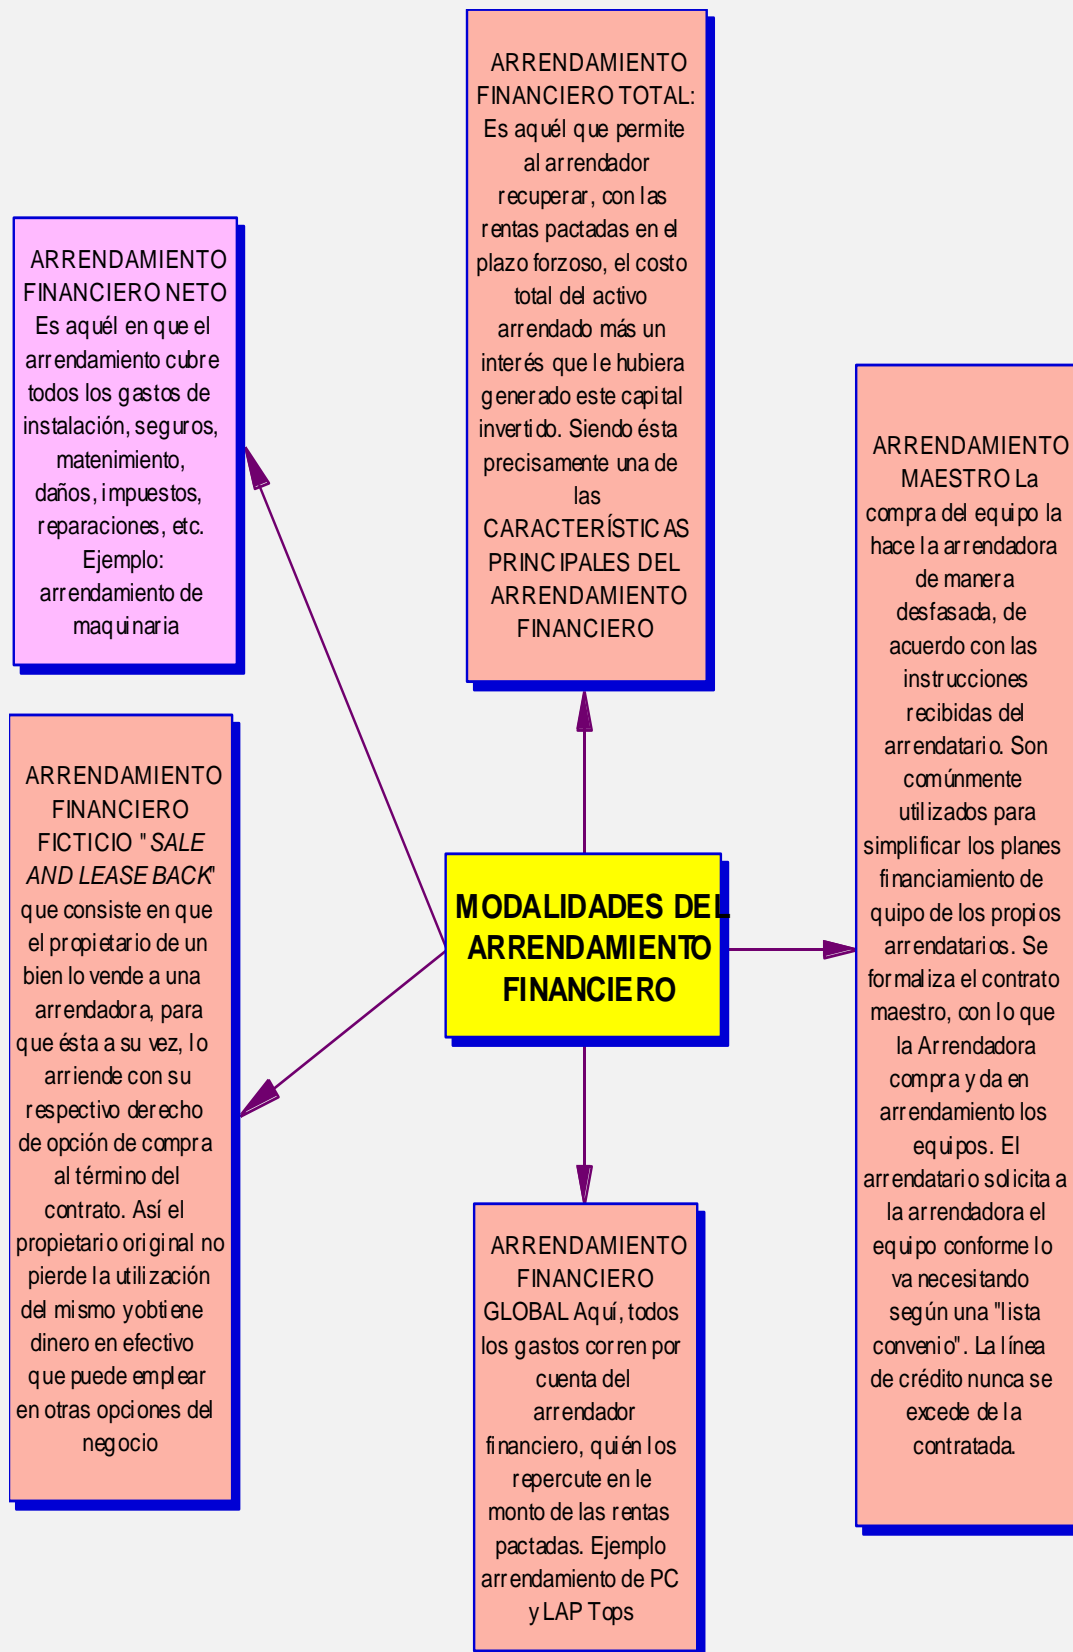 ARRENDAMIENTO
FINANCIERO TOTAL:
Es aquél que permite
al arrendador
recuperar, con las
rentas pactadas en el
plazo forzoso, el costo
total del activo
arrendado más un
interés que le hubiera
generado este capital
invertido. Siendo ésta
precisamente una de
las
CARACTERÍSTICAS
PRINCIPALES DEL
ARRENDAMIENTO
FINANCIERO
ARRENDAMIENTO
FINANCIERO NETO
Es aquél en que el
arrendamiento cubre
todos los gastos de
instalación, seguros,
matenimiento,
daños, impuestos,
reparaciones, etc.
Ejemplo:
arrendamiento de
maquinaria
ARRENDAMIENTO
MAESTRO La
compra del equipo la
hace la arrendadora
de manera
desfasada, de
acuerdo con las
instrucciones
recibidas del
arrendatario. Son
comúnmente
utilizados para
simplificar los planes
financiamiento de
quipo de los propios
arrendatarios. Se
formaliza el contrato
maestro, con lo que
la Arrendadora
compra y da en
arrendamiento los
equipos. El
arrendatario solicita a
la arrendadora el
equipo conforme lo
va necesitando
según una "lista
convenio". La línea
de crédito nunca se
excede de la
contratada.
ARRENDAMIENTO
FINANCIERO
FICTICIO "SALE
AND LEASE BACK"
que consiste en que
el propietario de un
bien lo vende a una
arrendadora, para
que ésta a su vez, lo
arriende con su
respectivo derecho
de opción de compra
al término del
contrato. Así el
propietario original no
pierde la utilización
del mismo y obtiene
dinero en efectivo
que puede emplear
en otras opciones del
negocio
MODALIDADES DEL
ARRENDAMIENTO
FINANCIERO
ARRENDAMIENTO
FINANCIERO
GLOBAL Aquí, todos
los gastos corren por
cuenta del
arrendador
financiero, quién los
repercute en le
monto de las rentas
pactadas. Ejemplo
arrendamiento de PC
y LAP Tops